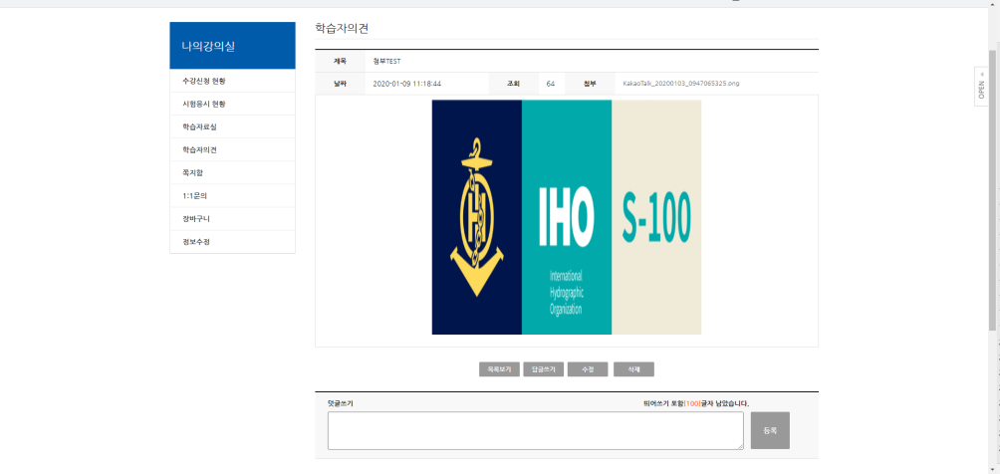 학습자의견
나의강의실
제목 첨부TEST
날짜 2020-01-09 11:18:44 조회 64 첨부 KakaoTalk_20200103_0947065325.png
수강신청 현황
시험응시 현황
학습자료실
학습자의견
쪽지함
1:1문의
장바구니
정보수정
IHO
International
Hydrographic
Organization
S-100
OPEN
목록보기 답글쓰기 수정 삭제
댓글쓰기 띄어쓰기 포함(100)글자 남았습니다.
등록